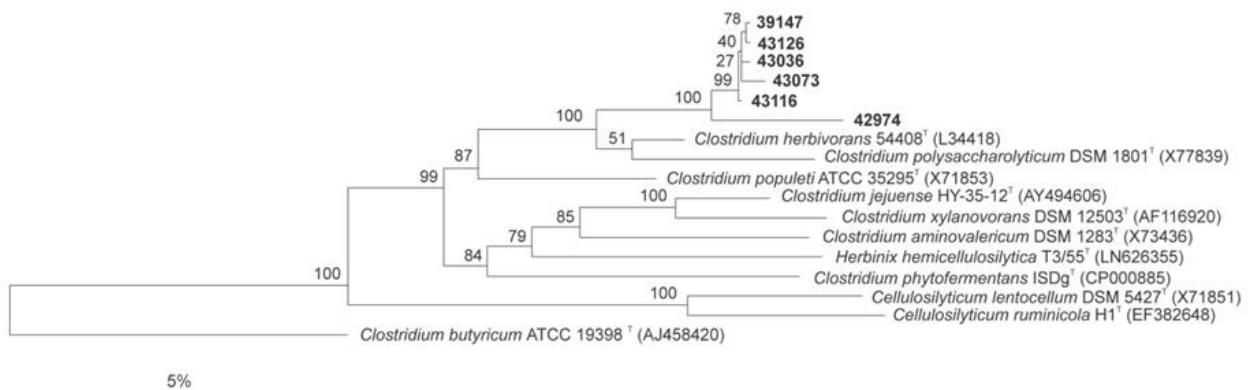 78
39147
40
43126
27
43036
99
43073
100
43116
100
42974
51
Clostridium herbivorans 54408ᵀ (L34418)
87
Clostridium polysaccharolyticum DSM 1801ᵀ (X77839)
99
Clostridium populeti ATCC 35295ᵀ (X71853)
100
Clostridium jejuense HY-35-12ᵀ (AY494606)
85
Clostridium xylanovorans DSM 12503ᵀ (AF116920)
79
Clostridium aminovalericum DSM 1283ᵀ (X73436)
84
Herbinix hemicellulosilytica T3/55ᵀ (LN626355)
100
Clostridium phytofermentans ISDgᵀ (CP000885)
100
Cellulosilyticum lentocellum DSM 5427ᵀ (X71851)
Cellulosilyticum ruminicola H1ᵀ (EF382648)
Clostridium butyricum ATCC 19398 ᵀ (AJ458420)
5%